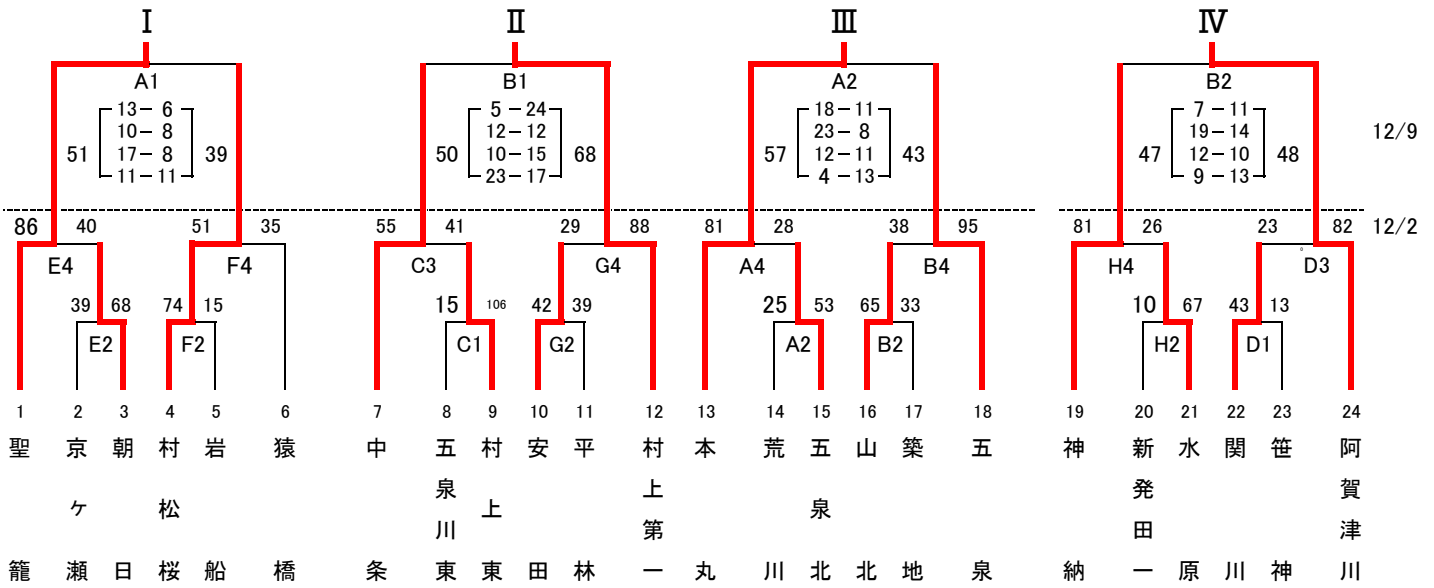 Ⅰ Ⅱ Ⅲ Ⅳ
A1 B1 A2 B2
13-6 5-24 18-11 7-11
10-8 12-12 23-8 19-14 12/9
51 17-8 39 50 10-15 68 57 12-11 43 47 12-10 48
11-11 23-17 4-13 9-13
86 40 51 35 55 41 29 88 81 28 38 95 81 26 23 82 12/2
E4 F4 C3 G4 A4 B4 H4 D3
39 68 74 15 15 106 42 39 25 53 65 33 10 67 43 13
E2 F2 C1 G2 A2 B2 H2 D1
1 2 3 4 5 6 7 8 9 10 11 12 13 14 15 16 17 18 19 20 21 22 23 24
聖籠
京ケ瀬
朝日
村松桜
岩船
猿橋
中条
五泉川東
村上東
安田
平林
村上第一
本丸
荒川
五泉北
山北
築地
五泉
神納
新発田一
水原
関川
笹神
阿賀津川